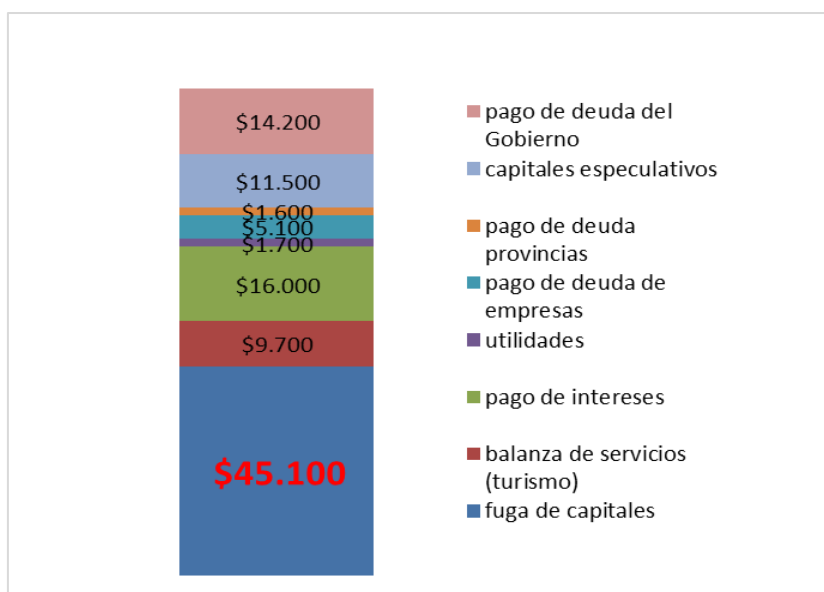 $14.200
$11.500
$1.600
$5.100
$1.700
$16.000
$9.700
$45.100
pago de deuda del
Gobierno
capitales especulativos
pago de deuda
provincias
pago de deuda de
empresas
utilidades
pago de intereses
balanza de servicios
(turismo)
fuga de capitales